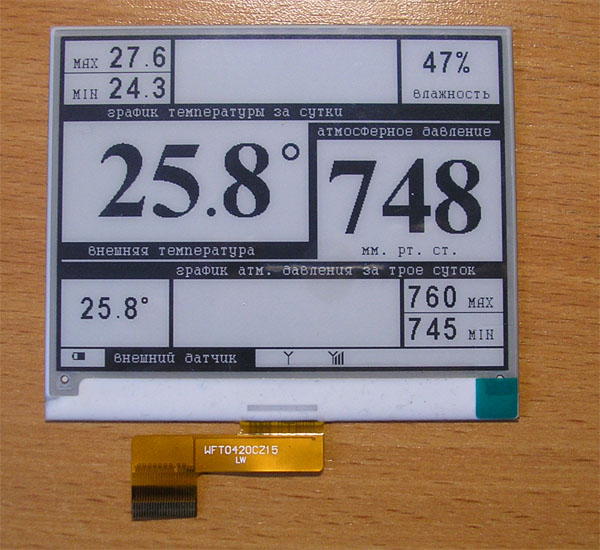 MAX 27.6
MIN 24.3
47%
влажность
график температуры за сутки
25.8°
внешняя температура
атмосферное давление
748
мм. рт. ст.
график атм. давления за трое суток
25.8°
760 MAX
745 MIN
внешний датчик
WFT0420CZ15
LW